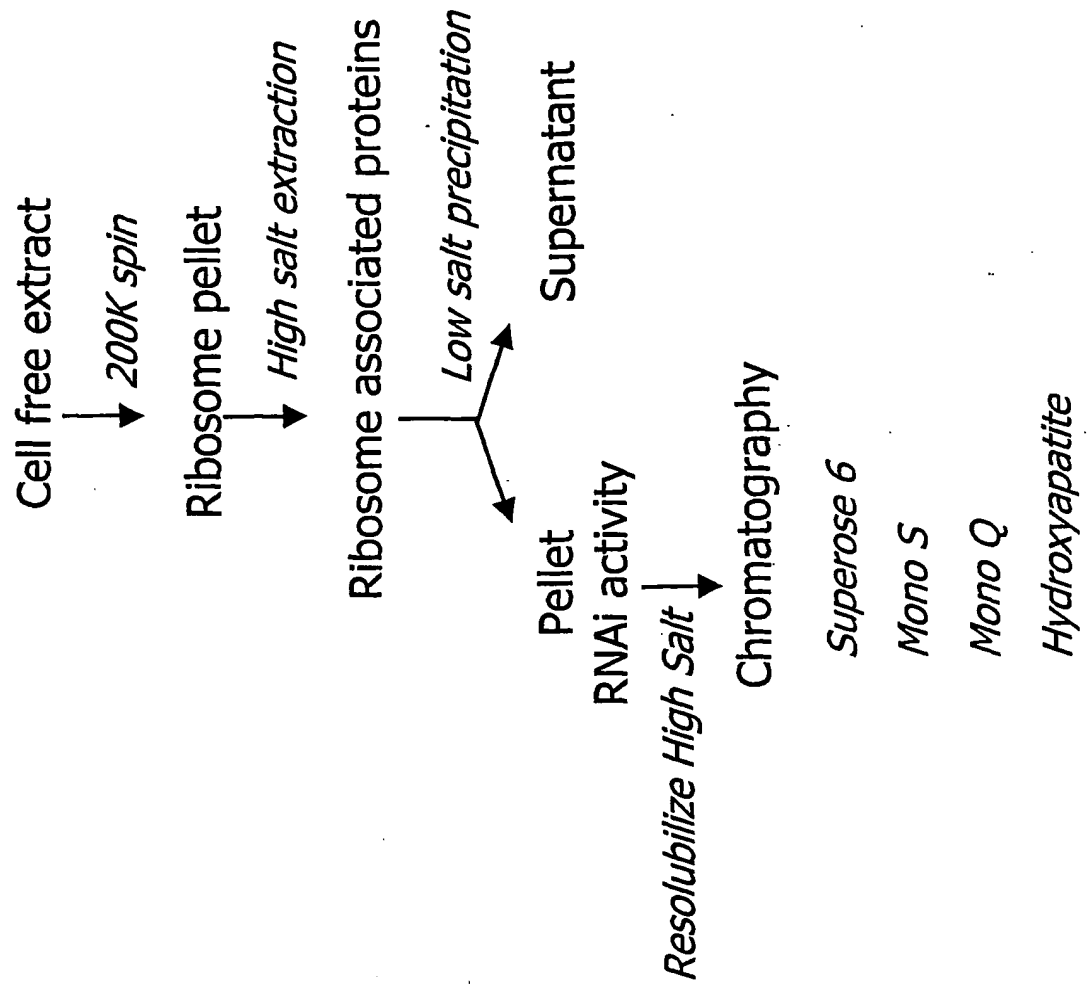 Cell free extract
200K spin
Ribosome pellet
High salt extraction
Ribosome associated proteins
Low salt precipitation
Pellet
Supernatant
RNAi activity
Resolubilize High Salt
Chromatography
Superose 6
Mono S
Mono Q
Hydroxyapatite